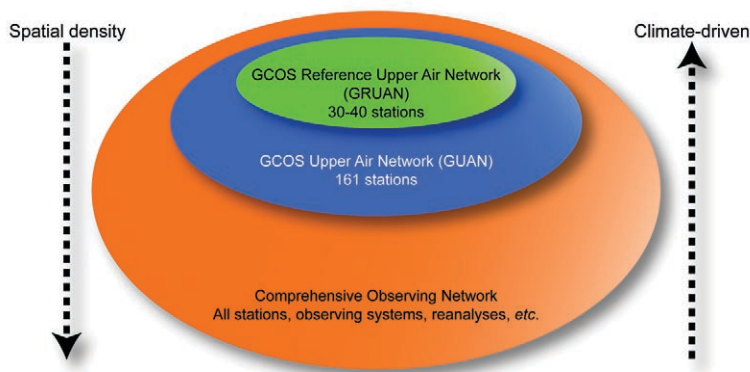 Spatial density
Climate-driven
GCOS Reference Upper Air Network
(GRUAN)
30-40 stations
GCOS Upper Air Network (GUAN)
161 stations
Comprehensive Observing Network
All stations, observing systems, reanalyses, etc.